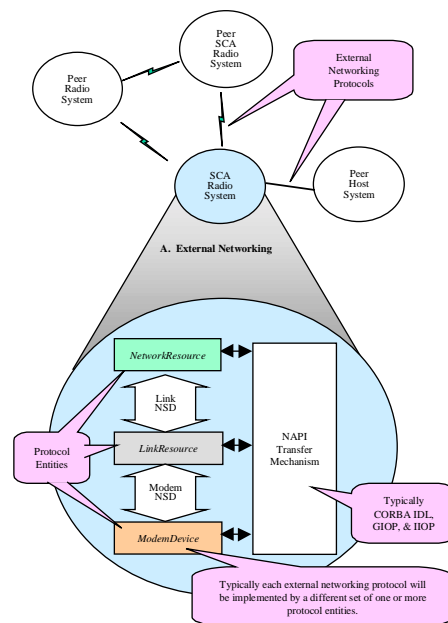 Peer
SCA
Radio
System
Peer
Radio
System
External
Networking
Protocols
SCA
Radio
System
Peer
Host
System
A. External Networking
NetworkResource
Link
NSD
NAPI
Transfer
Mechanism
Protocol
Entities
LinkResource
Modem
NSD
Typically
CORBA IDL,
GIOP, & IIOP
ModemDevice
Typically each external networking protocol will
be implemented by a different set of one or more
protocol entities.